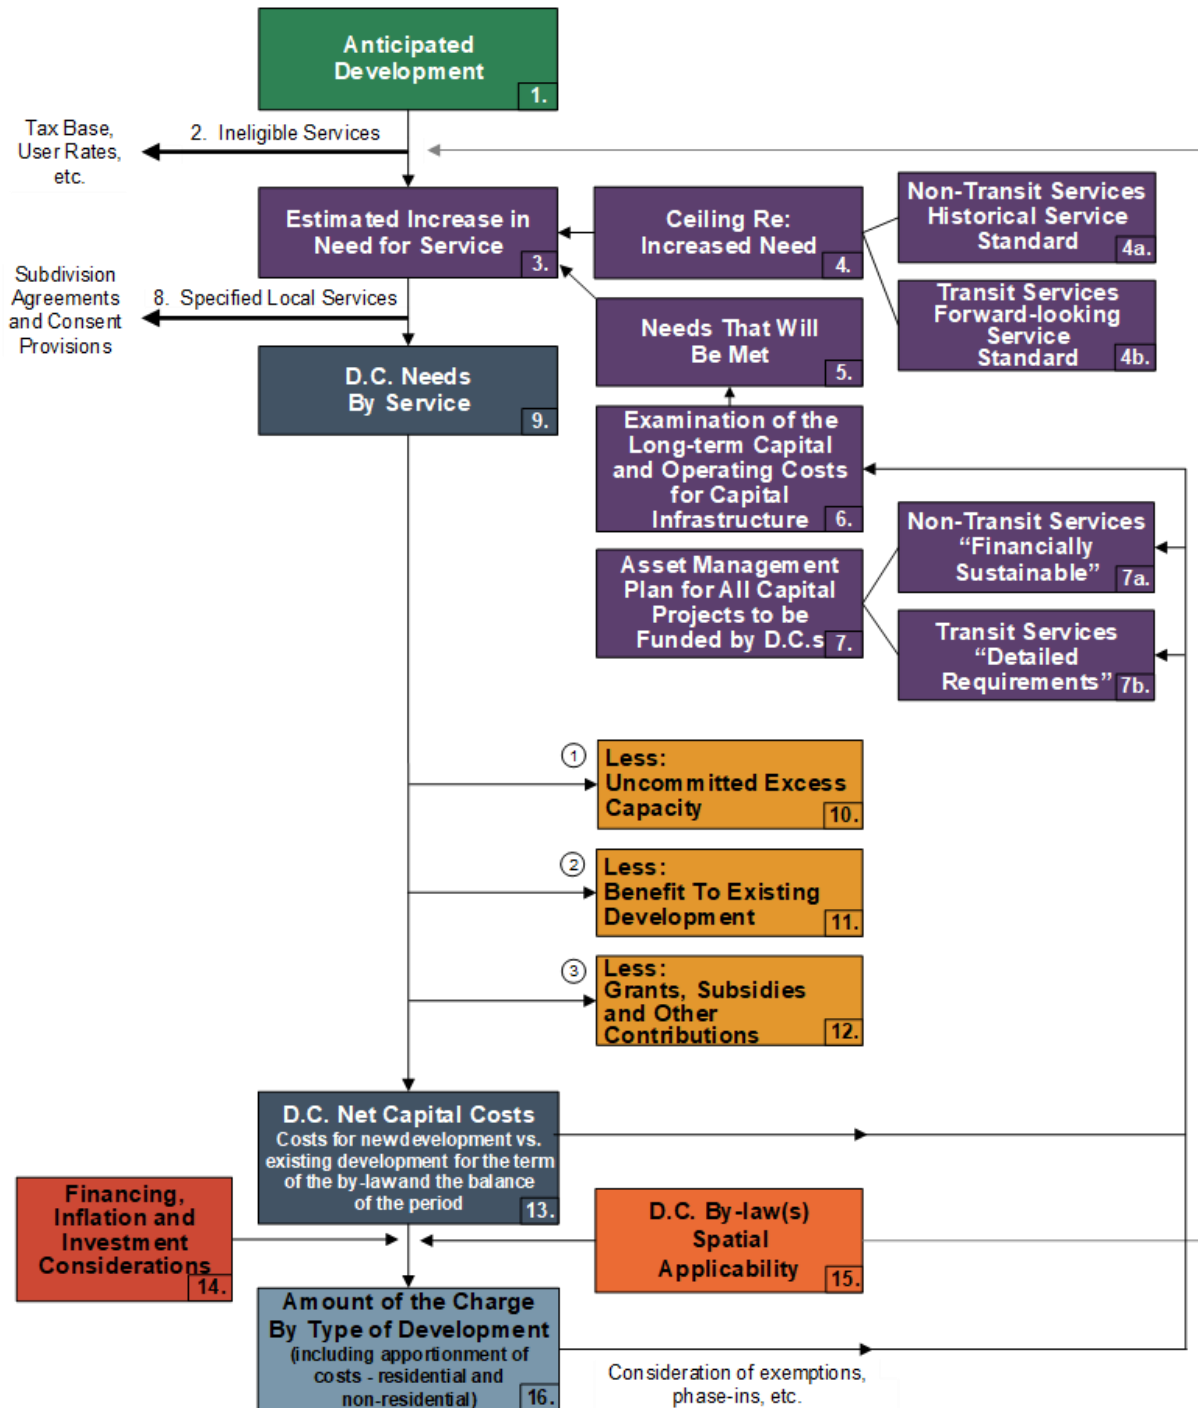 Anticipated
Development
1.
Tax Base,
User Rates,
etc.
2.  Ineligible Services
Estimated Increase in
Need for Service
3.
Ceiling Re:
Increased Need
4.
Non-Transit Services
Historical Service
Standard
4a.
Transit Services
Forward-looking
Service
Standard
4b.
Subdivision
Agreements
and Consent
Provisions
8.  Specified Local Services
Needs That Will
Be Met
5.
D.C. Needs
By Service
9.
Examination of the
Long-term Capital
and Operating Costs
for Capital
Infrastructure
6.
Asset Management
Plan for All Capital
Projects to be
Funded by D.C.s
7.
Non-Transit Services
“Financially
Sustainable”
7a.
Transit Services
“Detailed
Requirements”
7b.
1
Less:
Uncommitted Excess
Capacity
10.
2
Less:
Benefit To Existing
Development
11.
3
Less:
Grants, Subsidies
and Other
Contributions
12.
D.C. Net Capital Costs
Costs for newdevelopment vs.
existing development for the term
of the by-lawand the balance
of the period
13.
Financing,
Inflation and
Investment
Considerations
14.
D.C. By-law(s)
Spatial
Applicability
15.
Amount of the Charge
By Type of Development
(including apportionment of
costs - residential and
non-residential)
16.
Consideration of exemptions,
phase-ins, etc.